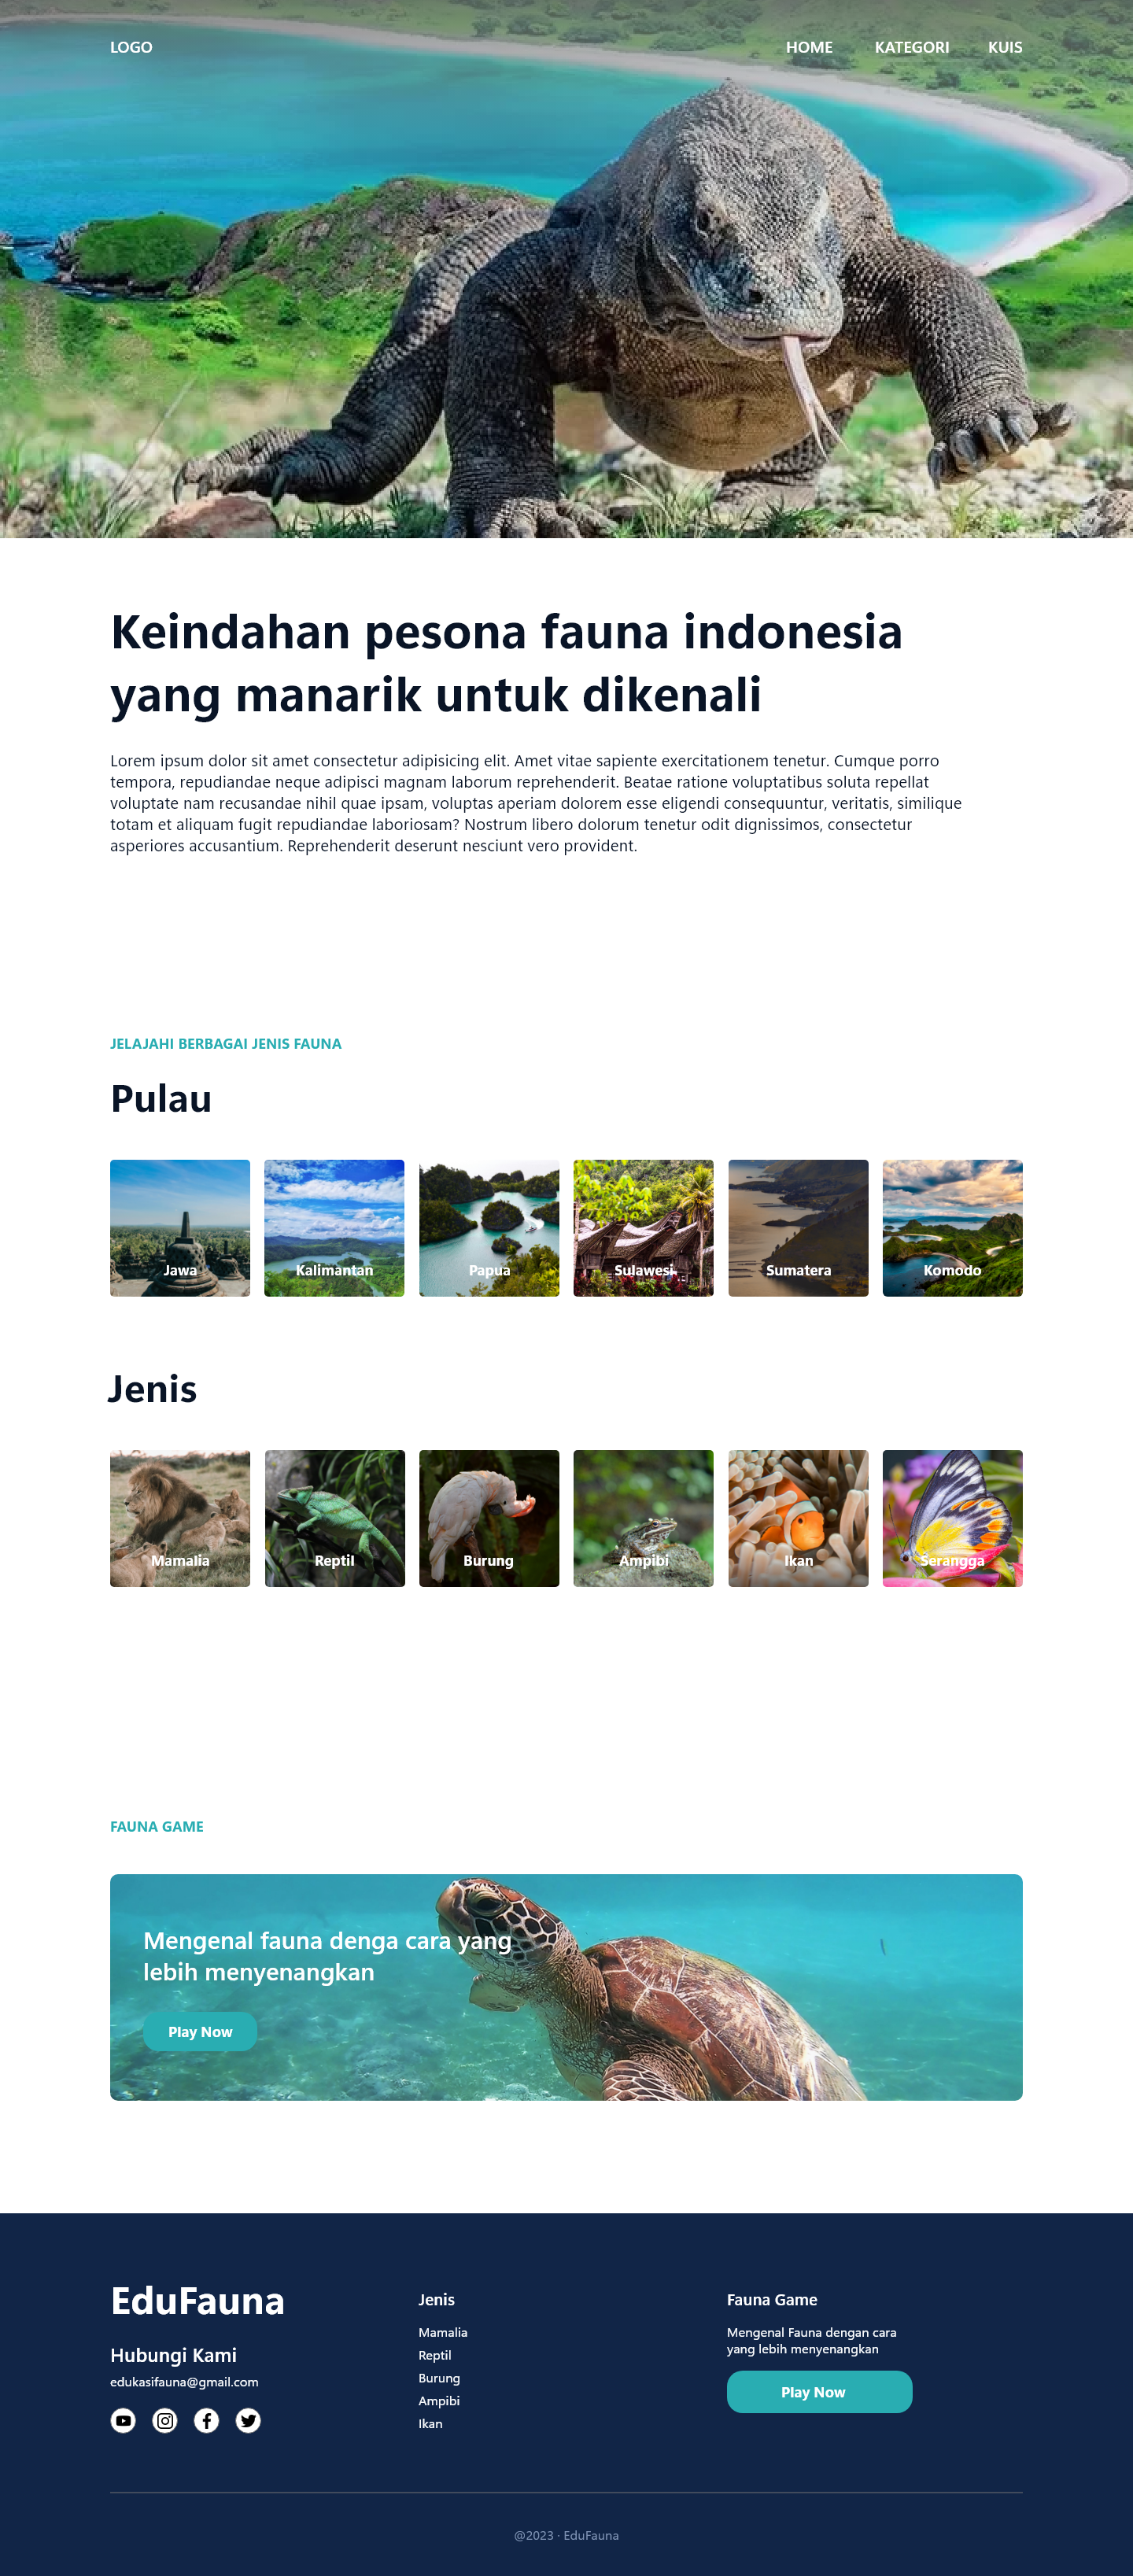 LOGO HOME KATEGORI KUIS
Keindahan pesona fauna indonesia
yang manarik untuk dikenali
Lorem ipsum dolor sit amet consectetur adipisicing elit. Amet vitae sapiente exercitationem tenetur. Cumque porro
tempora, repudiandae neque adipisci magnam laborum reprehenderit. Beatae ratione voluptatibus soluta repellat
voluptate nam recusandae nihil quae ipsam, voluptas aperiam dolorem esse eligendi consequuntur, veritatis, similique
totam et aliquam fugit repudiandae laboriosam? Nostrum libero dolorum tenetur odit dignissimos, consectetur
asperiores accusantium. Reprehenderit deserunt nesciunt vero provident.
JELAJAHI BERBAGAI JENIS FAUNA
Pulau
Jawa Kalimantan Papua Sulawesi Sumatera Komodo
Jenis
Mamalia Reptil Burung Ampibi Ikan Serangga
FAUNA GAME
Mengenal fauna denga cara yang
lebih menyenangkan
Play Now
EduFauna
Hubungi Kami
edukasifauna@gmail.com
Jenis
Mamalia
Reptil
Burung
Ampibi
Ikan
Fauna Game
Mengenal Fauna dengan cara
yang lebih menyenangkan
Play Now
@2023 · EduFauna